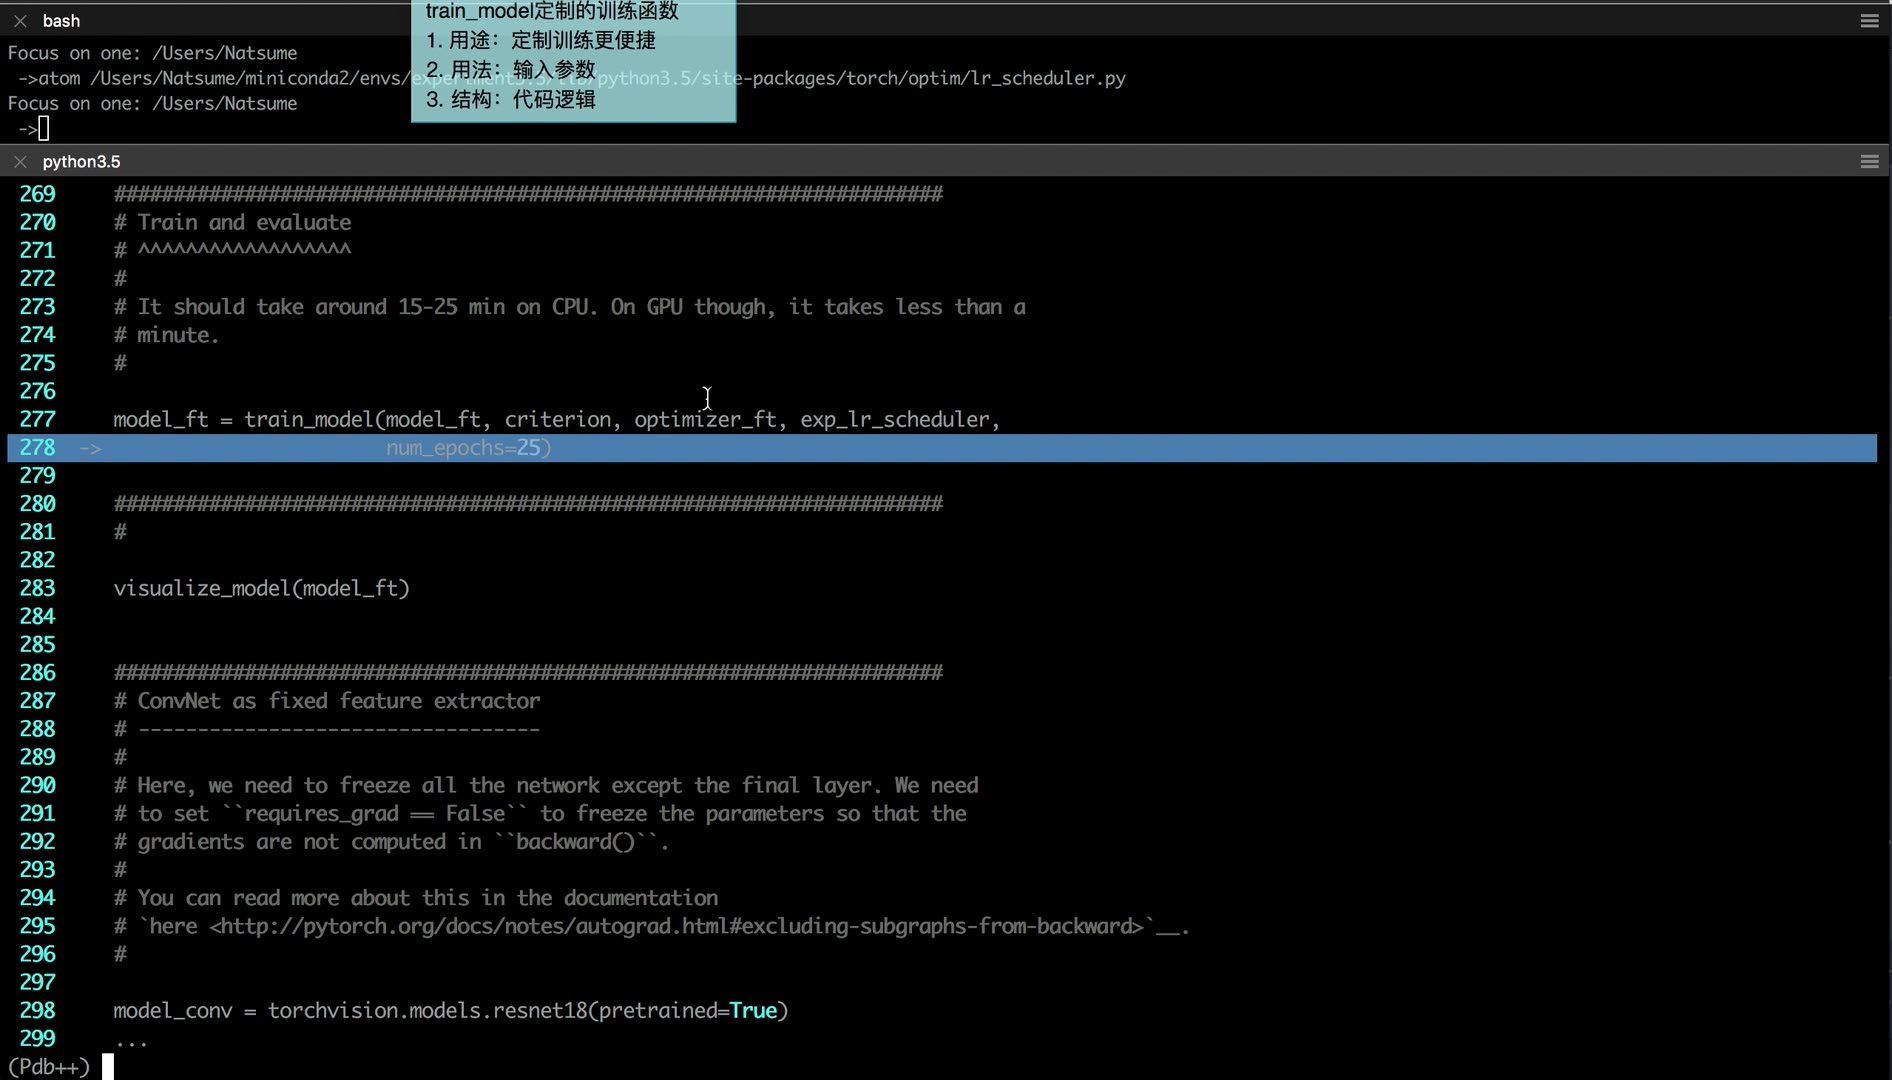 bash
train_model定制的训练函数
1. 用途：定制训练更便捷
2. 用法：输入参数
3. 结构：代码逻辑
Focus on one: /Users/Natsume
->atom /Users/Natsume/miniconda2/envs/experiment3.5/lib/python3.5/site-packages/torch/optim/lr_scheduler.py
Focus on one: /Users/Natsume
->
python3.5
269 ######################################################################
270 # Train and evaluate
271 # ^^^^^^^^^^^^^^^^^^
272 #
273 # It should take around 15-25 min on CPU. On GPU though, it takes less than a
274 # minute.
275 #
276
277 model_ft = train_model(model_ft, criterion, optimizer_ft, exp_lr_scheduler,
278 -> num_epochs=25)
279
280 ######################################################################
281 #
282
283 visualize_model(model_ft)
284
285
286 ######################################################################
287 # ConvNet as fixed feature extractor
288 # ----------------------------------
289 #
290 # Here, we need to freeze all the network except the final layer. We need
291 # to set ``requires_grad == False`` to freeze the parameters so that the
292 # gradients are not computed in ``backward()``.
293 #
294 # You can read more about this in the documentation
295 # `here <http://pytorch.org/docs/notes/autograd.html#excluding-subgraphs-from-backward>`__.
296 #
297
298 model_conv = torchvision.models.resnet18(pretrained=True)
299 ...
(Pdb++)